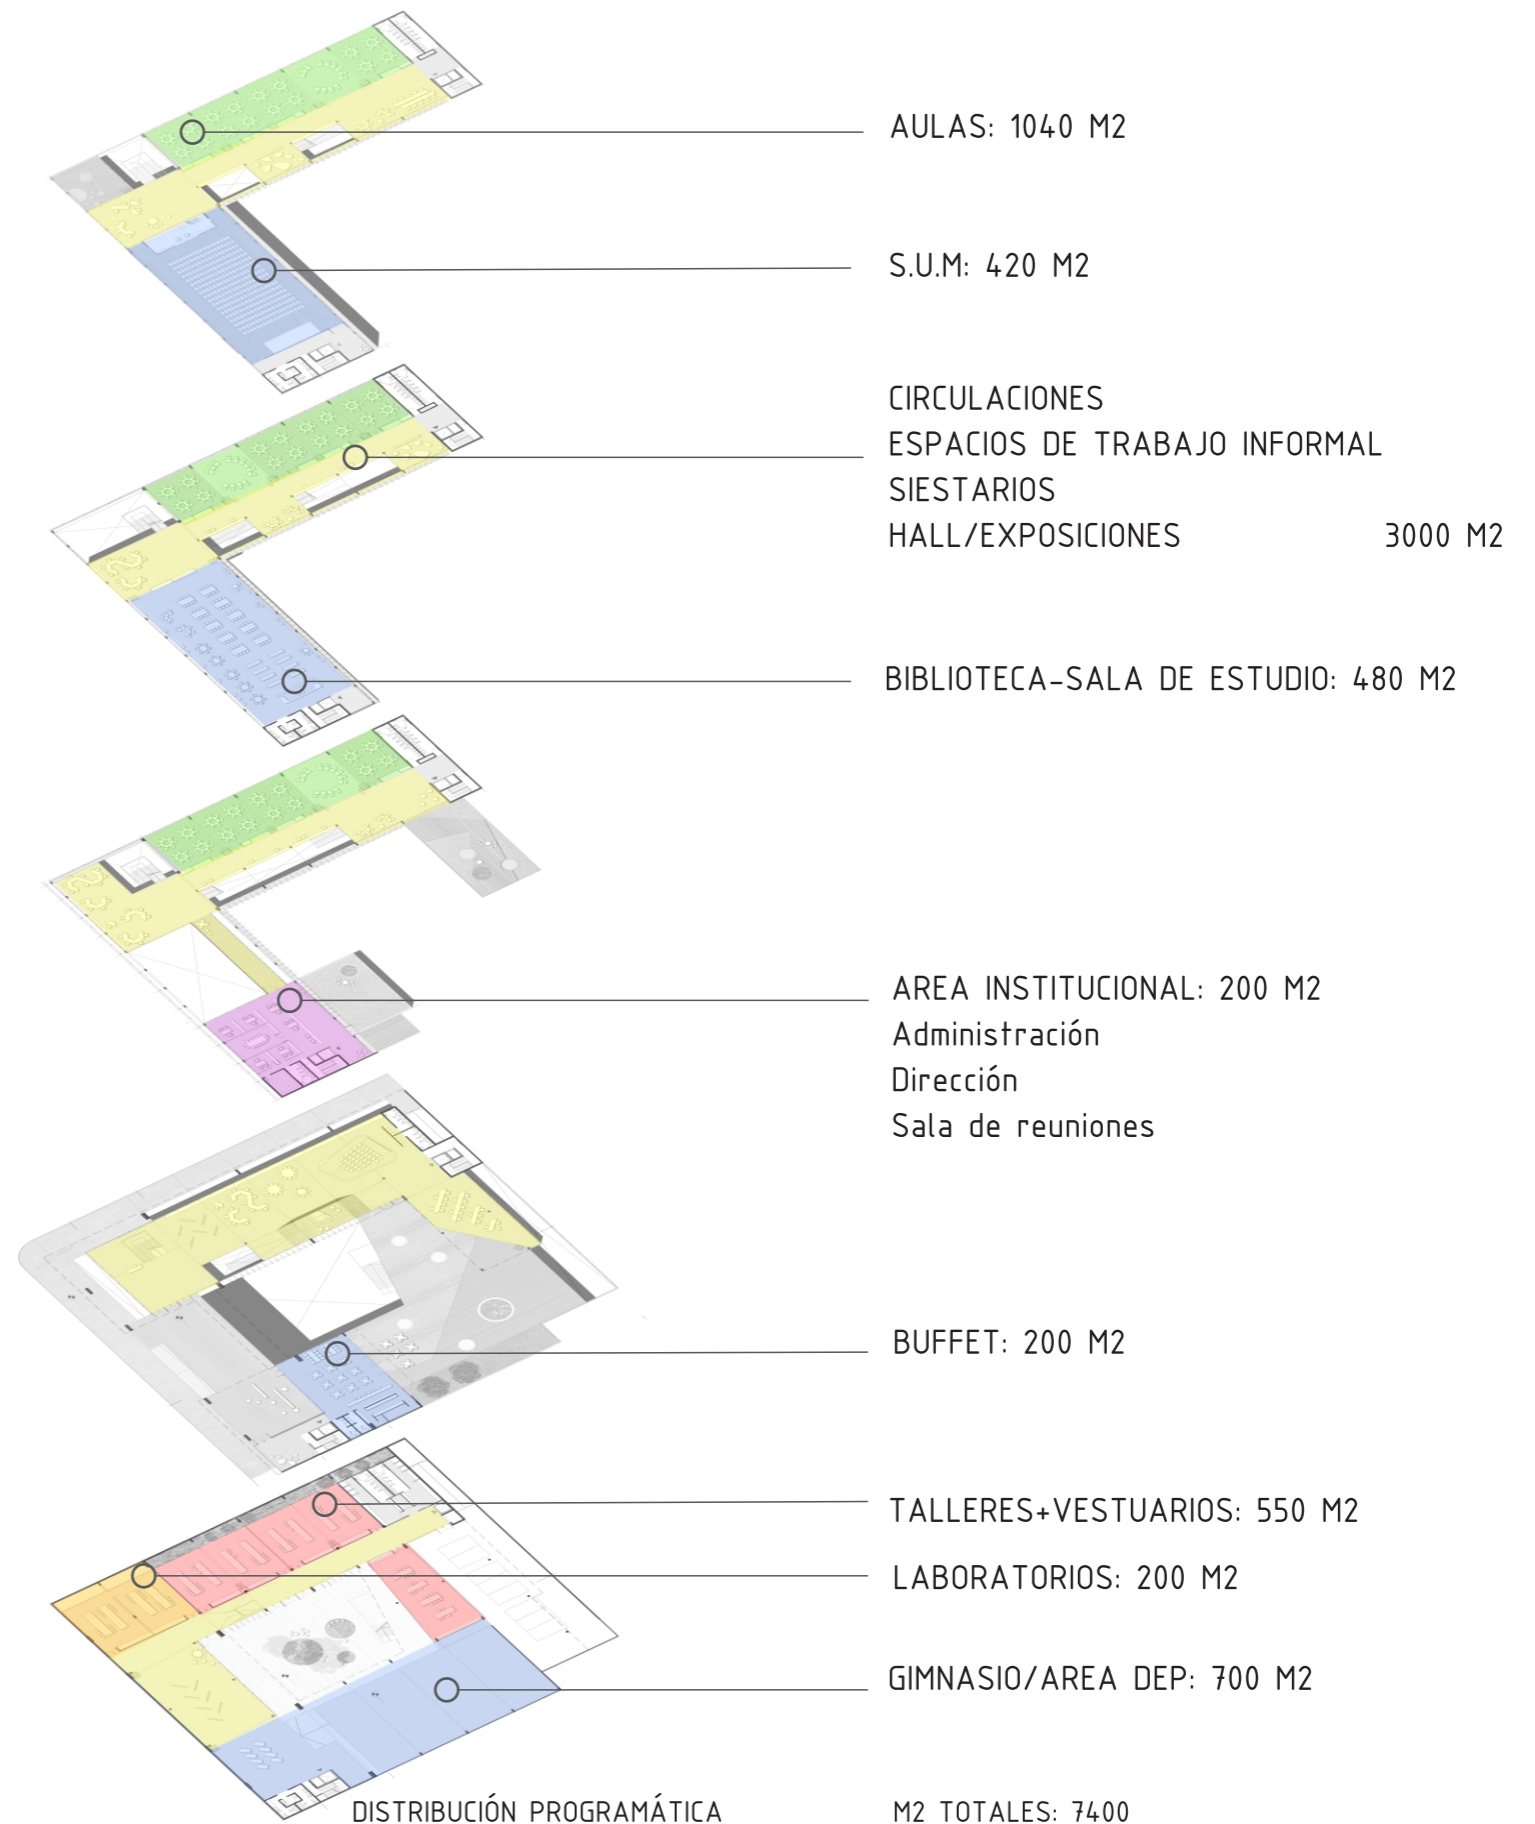 AULAS: 1040 M2
S.U.M: 420 M2
CIRCULACIONES
ESPACIOS DE TRABAJO INFORMAL
SIESTARIOS
HALL/EXPOSICIONES 3000 M2
BIBLIOTECA-SALA DE ESTUDIO: 480 M2
AREA INSTITUCIONAL: 200 M2
Administración
Dirección
Sala de reuniones
BUFFET: 200 M2
TALLERES+VESTUARIOS: 550 M2
LABORATORIOS: 200 M2
GIMNASIO/AREA DEP: 700 M2
DISTRIBUCIÓN PROGRAMÁTICA M2 TOTALES: 7400